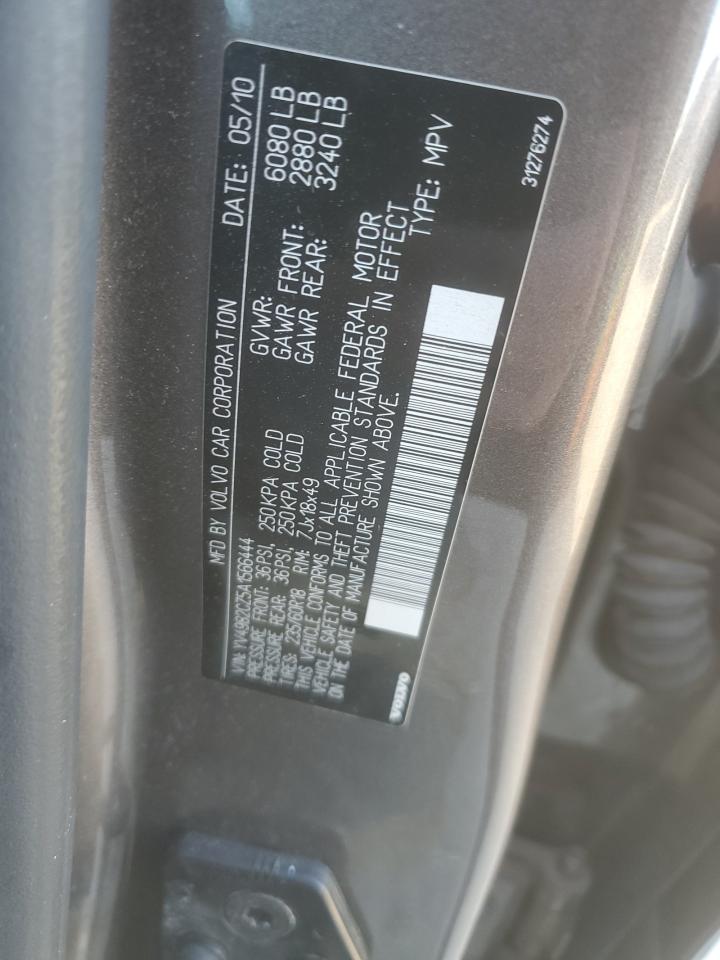 MFD BY VOLVO CAR CORPORATION DATE: 05/10
GVWR: 6080 LB
GAWR FRONT: 2880 LB
GAWR REAR: 3240 LB
VIN: YV4982CZ5A1566444
PRESSURE FRONT: 36PSI, 250KPA COLD
PRESSURE REAR: 36PSI, 250KPA COLD
TIRES: 235/60R18 RIM: 7Jx18x49
THIS VEHICLE CONFORMS TO ALL APPLICABLE FEDERAL MOTOR
VEHICLE SAFETY AND THEFT PREVENTION STANDARDS IN EFFECT
ON THE DATE OF MANUFACTURE SHOWN ABOVE.
TYPE: MPV
VOLVO
31276274